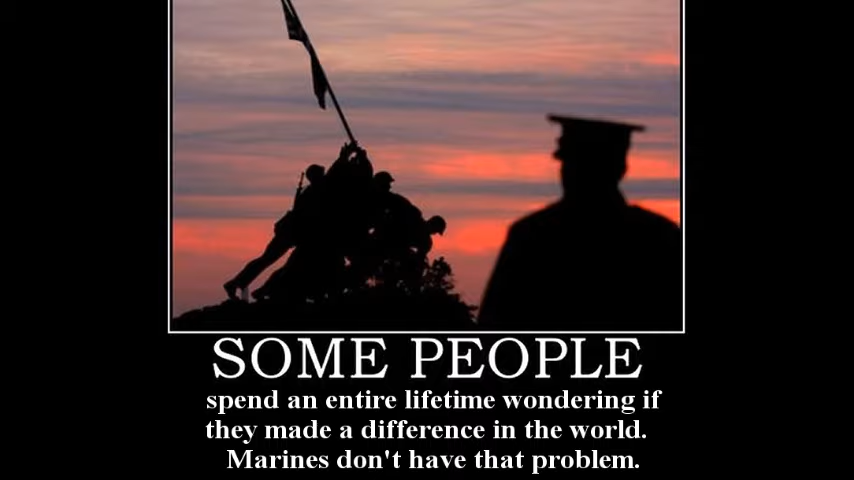 SOME PEOPLE
spend an entire lifetime wondering if
they made a difference in the world.
Marines don't have that problem.